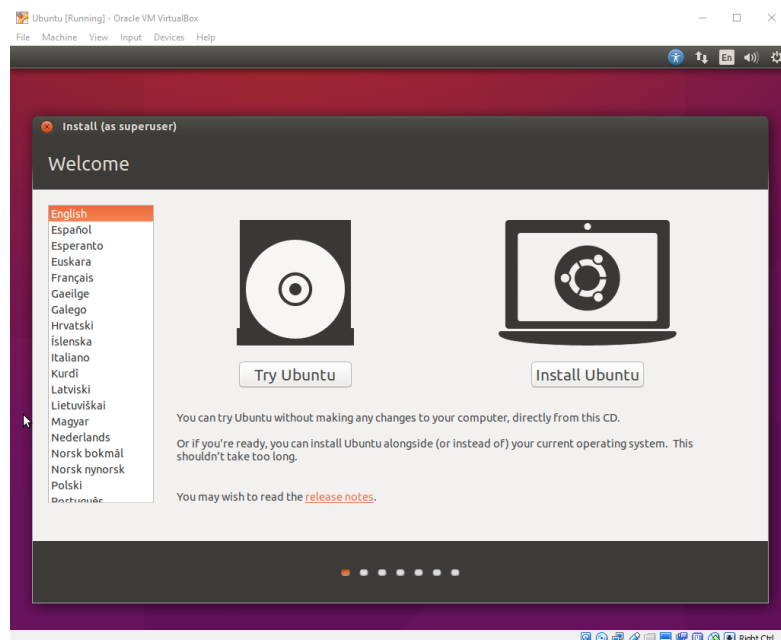 Ubuntu [Running] - Oracle VM VirtualBox
File Machine View Input Devices Help
En
Install (as superuser)
Welcome
English
Español
Esperanto
Euskara
Français
Gaeilge
Galego
Hrvatski
Íslenska
Italiano
Kurdî
Latviski
Lietuviškai
Magyar
Nederlands
Norsk bokmål
Norsk nynorsk
Polski
Português
Try Ubuntu
Install Ubuntu
You can try Ubuntu without making any changes to your computer, directly from this CD.
Or if you're ready, you can install Ubuntu alongside (or instead of) your current operating system. This
shouldn't take too long.
You may wish to read the release notes.
Right Ctrl